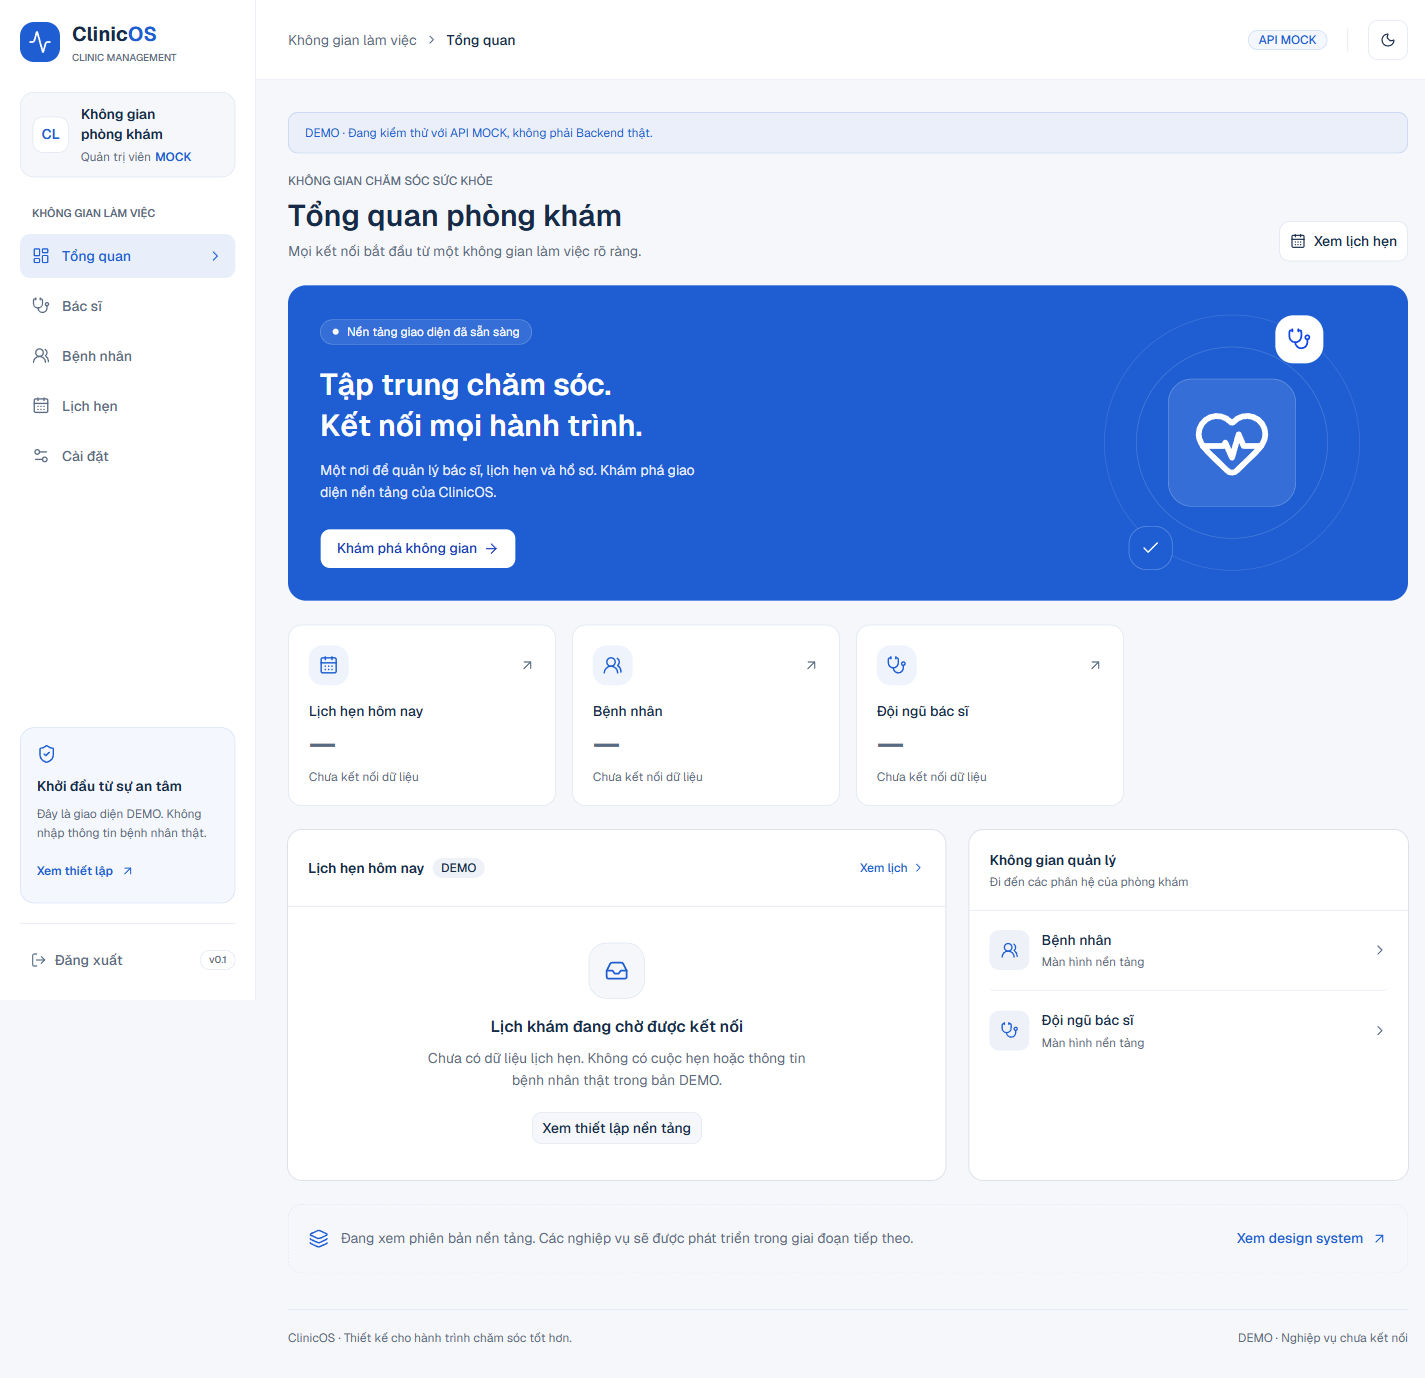 ClinicOS
CLINIC MANAGEMENT
CL
Không gian
phòng khám
Quản trị viên MOCK
KHÔNG GIAN LÀM VIỆC
Tổng quan
Bác sĩ
Bệnh nhân
Lịch hẹn
Cài đặt
Khởi đầu từ sự an tâm
Đây là giao diện DEMO. Không
nhập thông tin bệnh nhân thật.
Xem thiết lập
Đăng xuất
v0.1
Không gian làm việc
Tổng quan
API MOCK
DEMO · Đang kiểm thử với API MOCK, không phải Backend thật.
KHÔNG GIAN CHĂM SÓC SỨC KHỎE
Tổng quan phòng khám
Mọi kết nối bắt đầu từ một không gian làm việc rõ ràng.
Xem lịch hẹn
Nền tảng giao diện đã sẵn sàng
Tập trung chăm sóc.
Kết nối mọi hành trình.
Một nơi để quản lý bác sĩ, lịch hẹn và hồ sơ. Khám phá giao
diện nền tảng của ClinicOS.
Khám phá không gian
Lịch hẹn hôm nay
—
Chưa kết nối dữ liệu
Bệnh nhân
—
Chưa kết nối dữ liệu
Đội ngũ bác sĩ
—
Chưa kết nối dữ liệu
Lịch hẹn hôm nay
DEMO
Xem lịch
Lịch khám đang chờ được kết nối
Chưa có dữ liệu lịch hẹn. Không có cuộc hẹn hoặc thông tin
bệnh nhân thật trong bản DEMO.
Xem thiết lập nền tảng
Không gian quản lý
Đi đến các phân hệ của phòng khám
Bệnh nhân
Màn hình nền tảng
Đội ngũ bác sĩ
Màn hình nền tảng
Đang xem phiên bản nền tảng. Các nghiệp vụ sẽ được phát triển trong giai đoạn tiếp theo.
Xem design system
ClinicOS · Thiết kế cho hành trình chăm sóc tốt hơn.
DEMO · Nghiệp vụ chưa kết nối